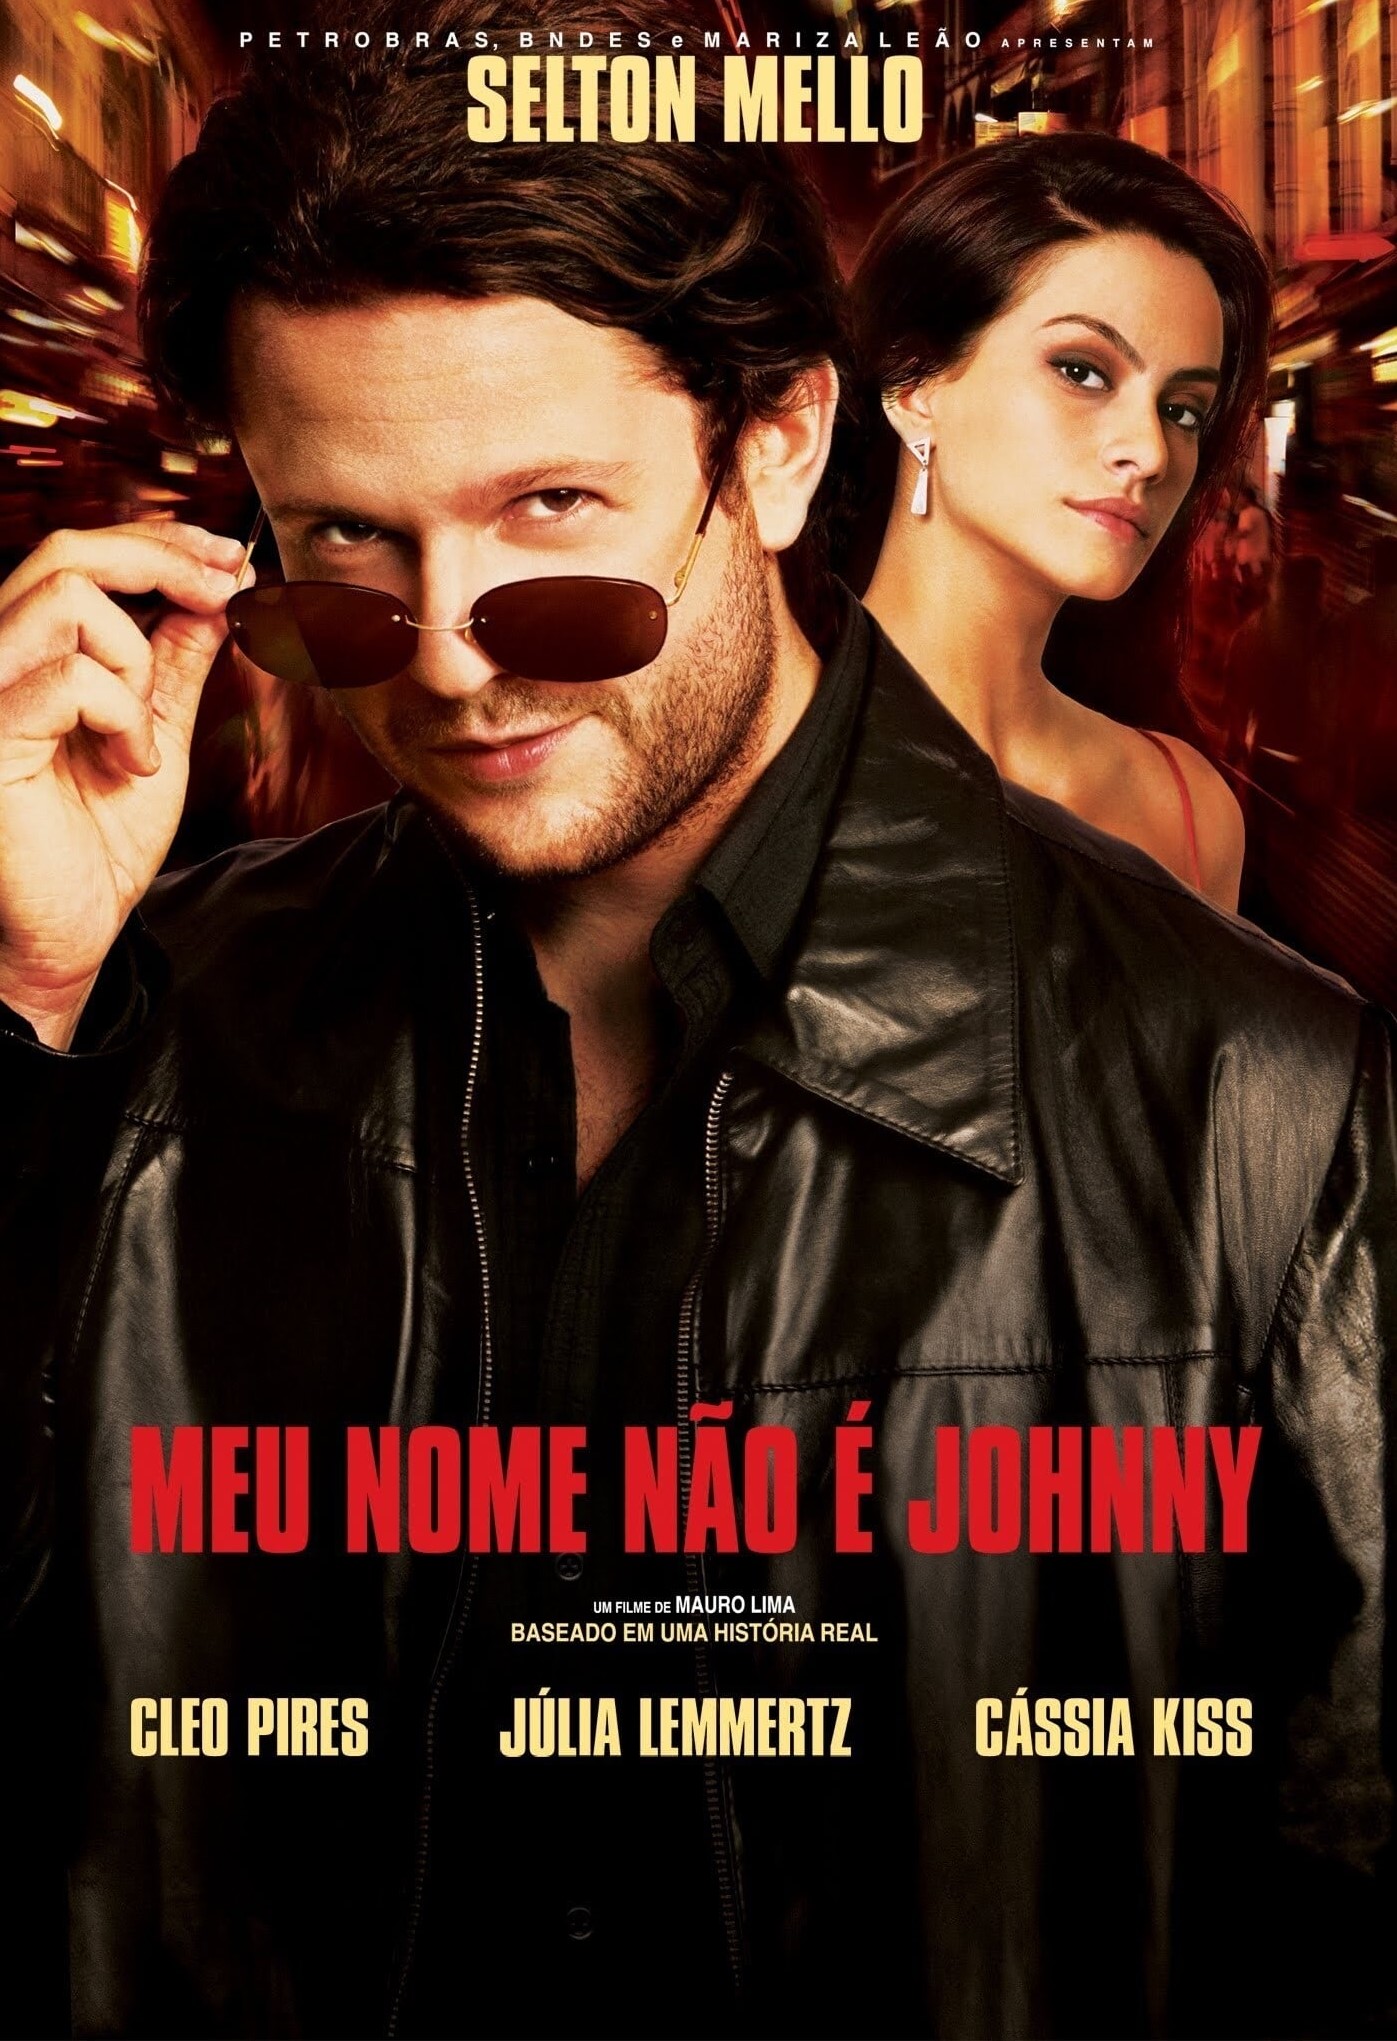 PETROBRAS, BNDES e MARIZA LEÃO APRESENTAM
SELTON MELLO
MEU NOME NÃO É JOHNNY
UM FILME DE MAURO LIMA
BASEADO EM UMA HISTÓRIA REAL
CLEO PIRES JÚLIA LEMMERTZ CÁSSIA KISS